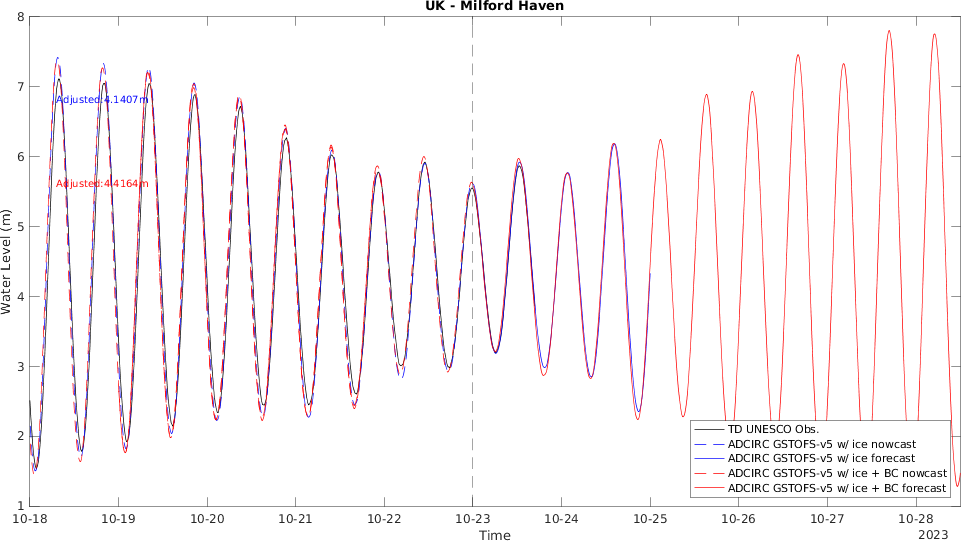 UK - Milford Haven
8
7
6
5
4
3
2
1
Water Level (m)
Adjusted:4.1407m
Adjusted:4.4164m
TD UNESCO Obs.
ADCIRC GSTOFS-v5 w/ ice nowcast
ADCIRC GSTOFS-v5 w/ ice forecast
ADCIRC GSTOFS-v5 w/ ice + BC nowcast
ADCIRC GSTOFS-v5 w/ ice + BC forecast
10-18 10-19 10-20 10-21 10-22 10-23 10-24 10-25 10-26 10-27 10-28
Time
2023